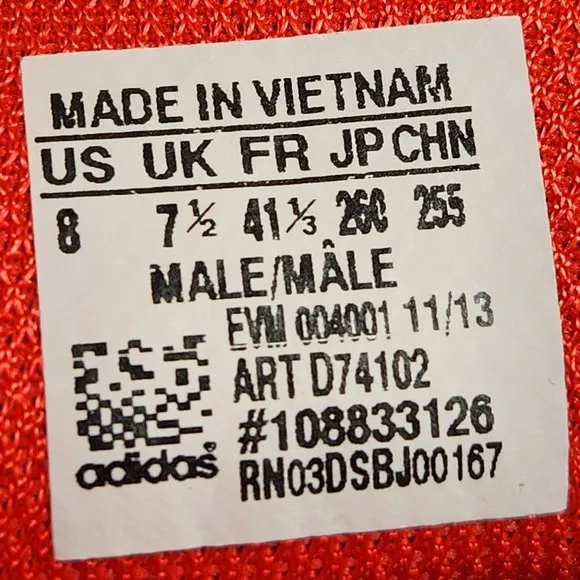 MADE IN VIETNAM
US UK FR JP CHN
8 7½ 41⅓ 260 255
MALE/MÂLE
EVM 004001 11/13
ART D74102
#108833126
adidas®
RN03DSBJ00167